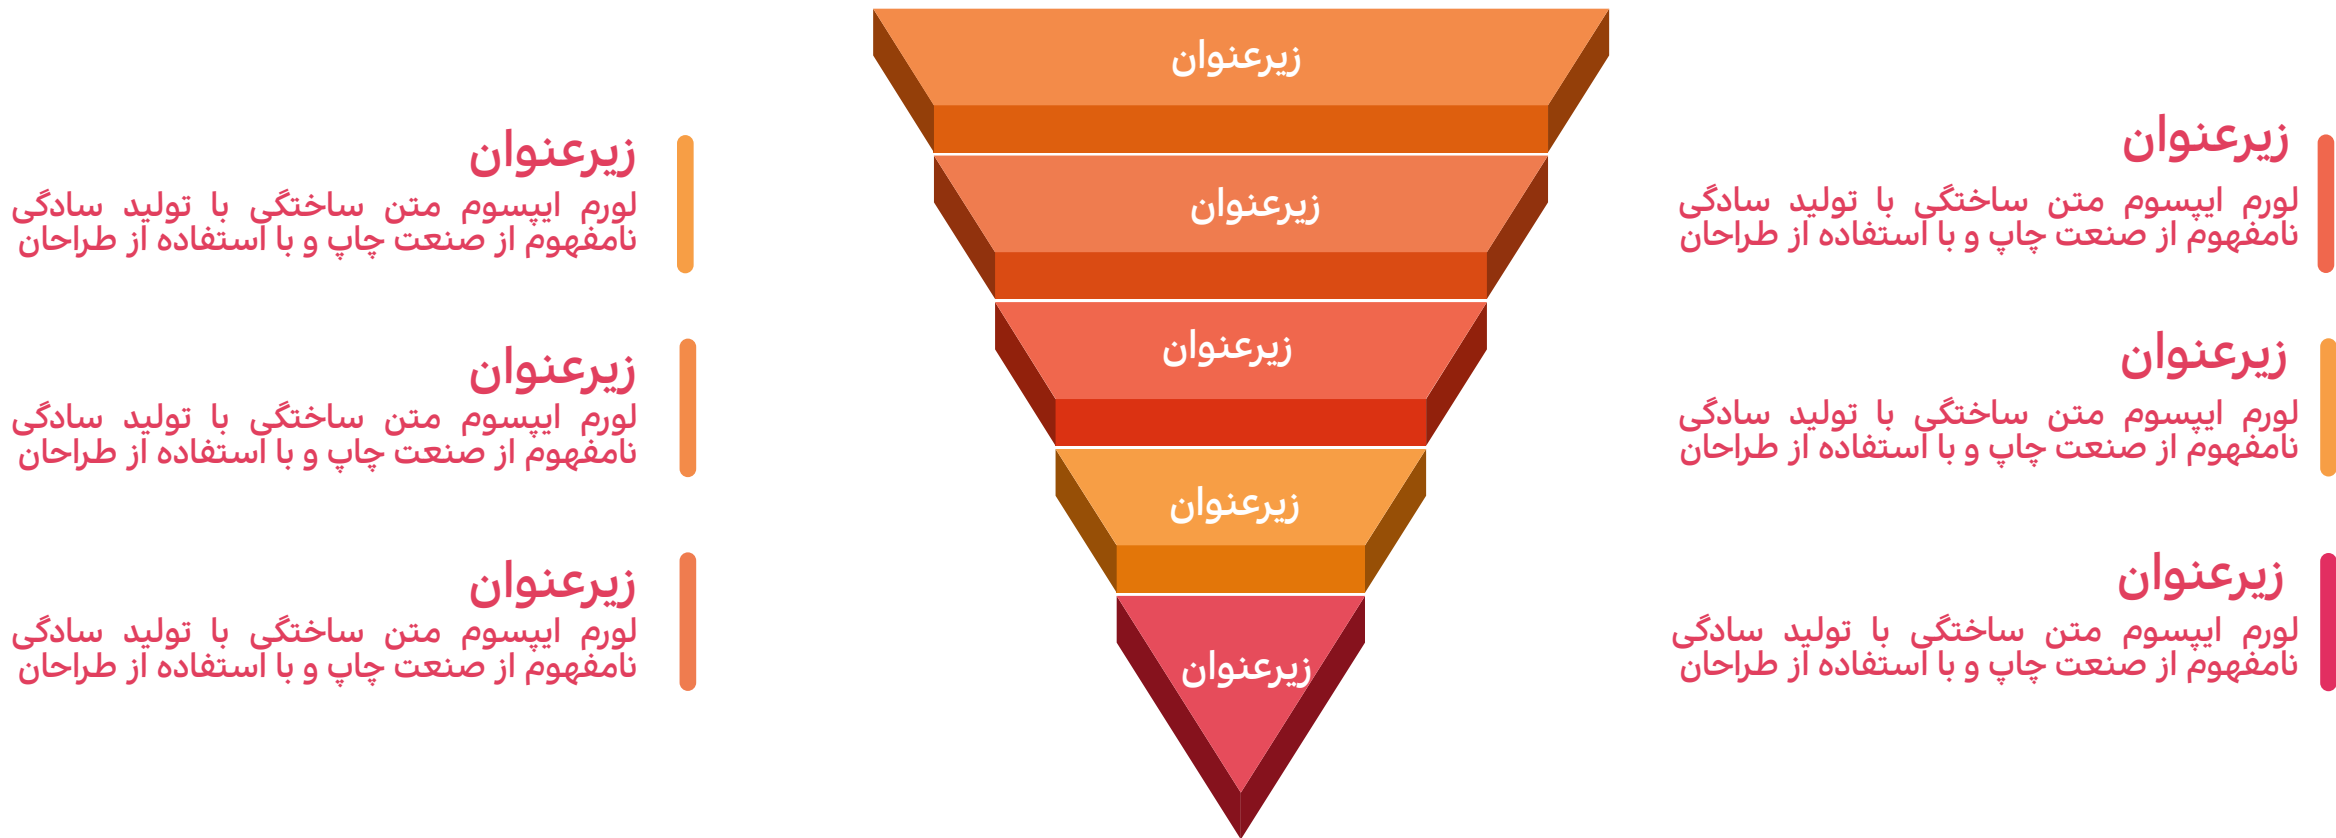 زیرعنوان
زیرعنوان
زیرعنوان
زیرعنوان
زیرعنوان
زیرعنوان
لورم ایپسوم متن ساختگی با تولید سادگی
نامفهوم از صنعت چاپ و با استفاده از طراحان
زیرعنوان
لورم ایپسوم متن ساختگی با تولید سادگی
نامفهوم از صنعت چاپ و با استفاده از طراحان
زیرعنوان
لورم ایپسوم متن ساختگی با تولید سادگی
نامفهوم از صنعت چاپ و با استفاده از طراحان
زیرعنوان
لورم ایپسوم متن ساختگی با تولید سادگی
نامفهوم از صنعت چاپ و با استفاده از طراحان
زیرعنوان
لورم ایپسوم متن ساختگی با تولید سادگی
نامفهوم از صنعت چاپ و با استفاده از طراحان
زیرعنوان
لورم ایپسوم متن ساختگی با تولید سادگی
نامفهوم از صنعت چاپ و با استفاده از طراحان